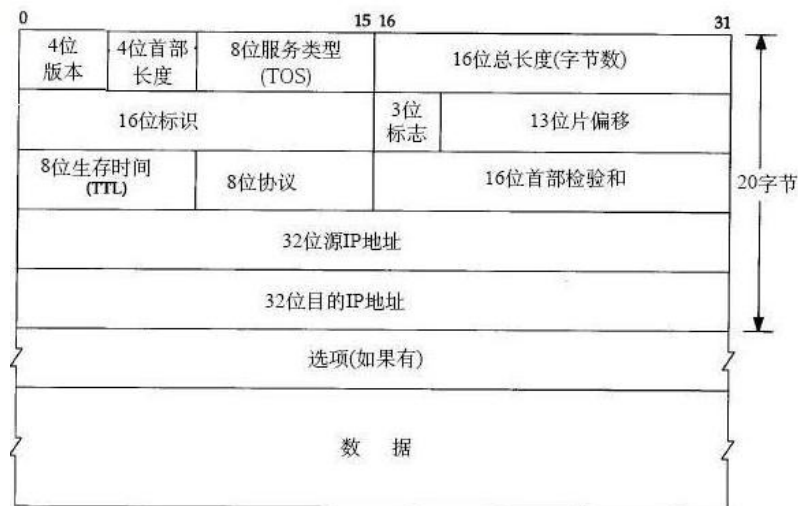 0 15 16 31
4位版本 4位首部长度 8位服务类型(TOS) 16位总长度(字节数)
16位标识 3位标志 13位片偏移
8位生存时间(TTL) 8位协议 16位首部检验和
20字节
32位源IP地址
32位目的IP地址
选项(如果有)
数 据